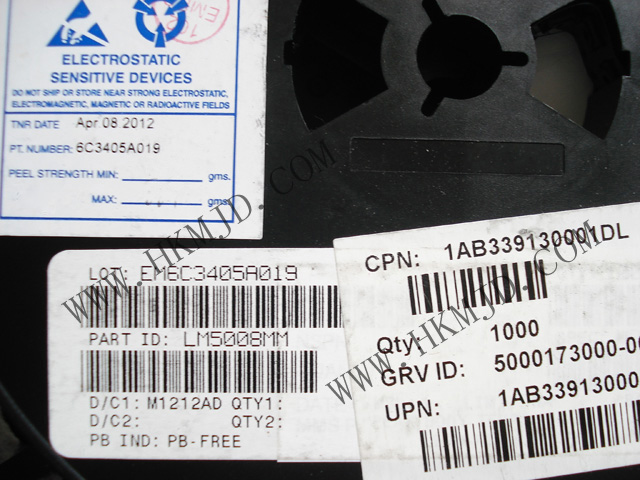 ELECTROSTATIC
SENSITIVE DEVICES
DO NOT SHIP OR STORE NEAR STRONG ELECTROSTATIC,
ELECTROMAGNETIC, MAGNETIC OR RADIOACTIVE FIELDS
TNR DATE Apr.08.2012
PT. NUMBER: 6C3405A019
PEEL STRENGTH MIN: gms.
MAX: gms.
LOT: EM6C3405A019
PART ID: LM5008MM
D/C1: M1212AD QTY1:
D/C2: QTY2:
PB IND: PB-FREE
CPN: 1AB339130001DL
Qty: 1000
GRV ID: 5000173000-00
UPN: 1AB33913000
WWW.HKMJD.COM
WWW.HKMJD.COM